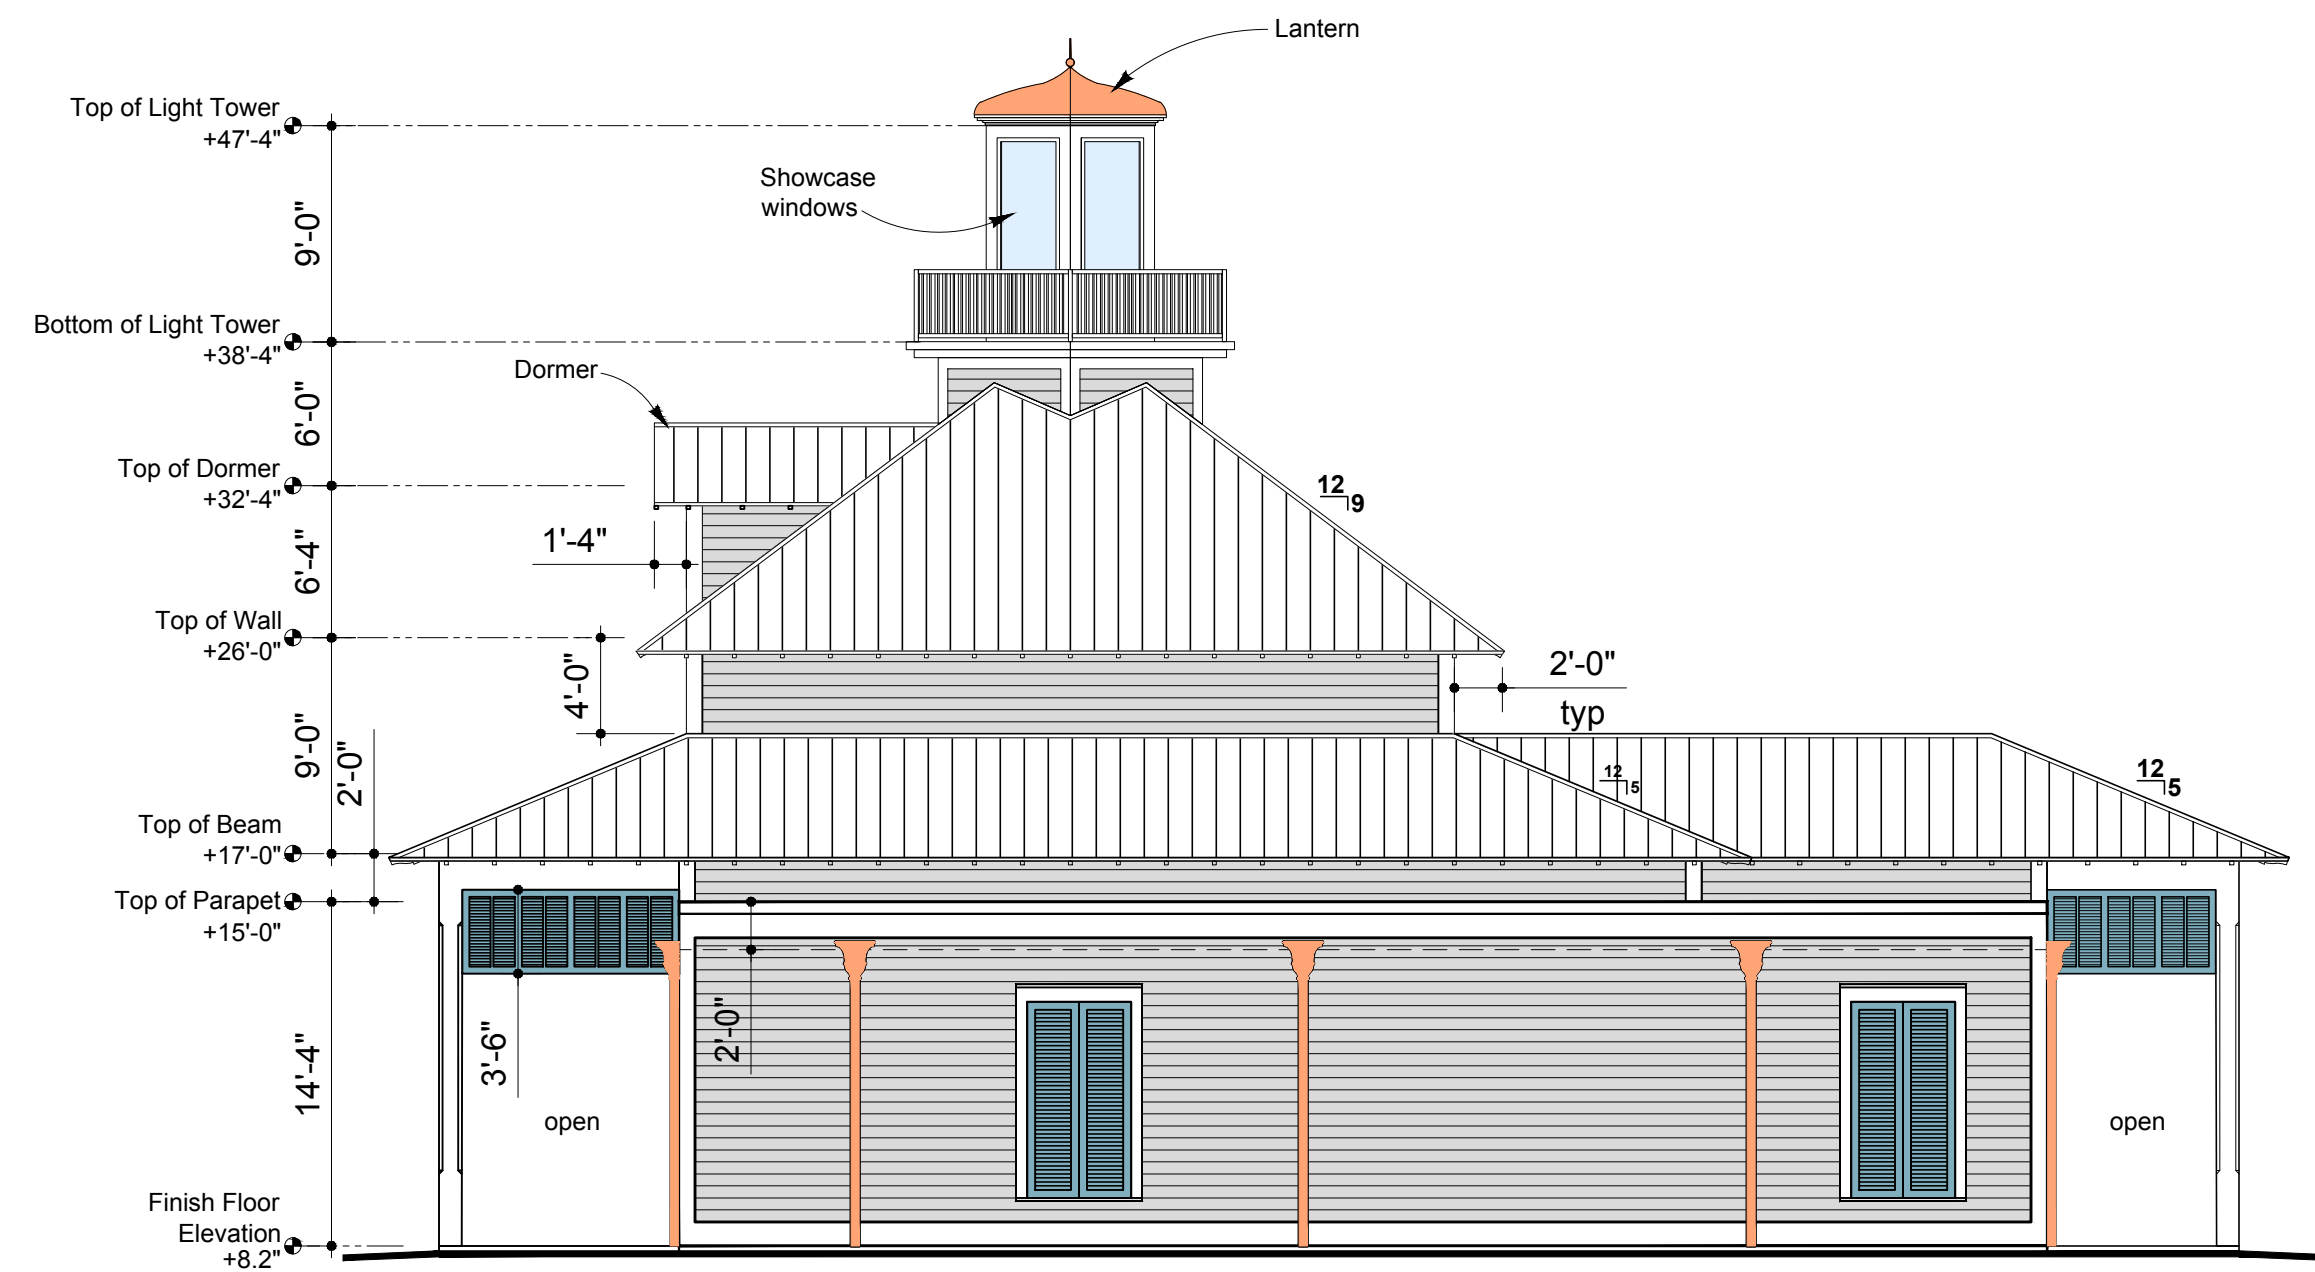 Lantern
Top of Light Tower
+47'-4"
Showcase
windows
9'-0"
Bottom of Light Tower
+38'-4"
Dormer
6'-0"
Top of Dormer
+32'-4"
12
9
1'-4"
6'-4"
Top of Wall
+26'-0"
4'-0"
2'-0"
typ
9'-0"
2'-0"
12
5
12
5
Top of Beam
+17'-0"
Top of Parapet
+15'-0"
2'-0"
3'-6"
14'-4"
open
open
Finish Floor
Elevation
+8.2"